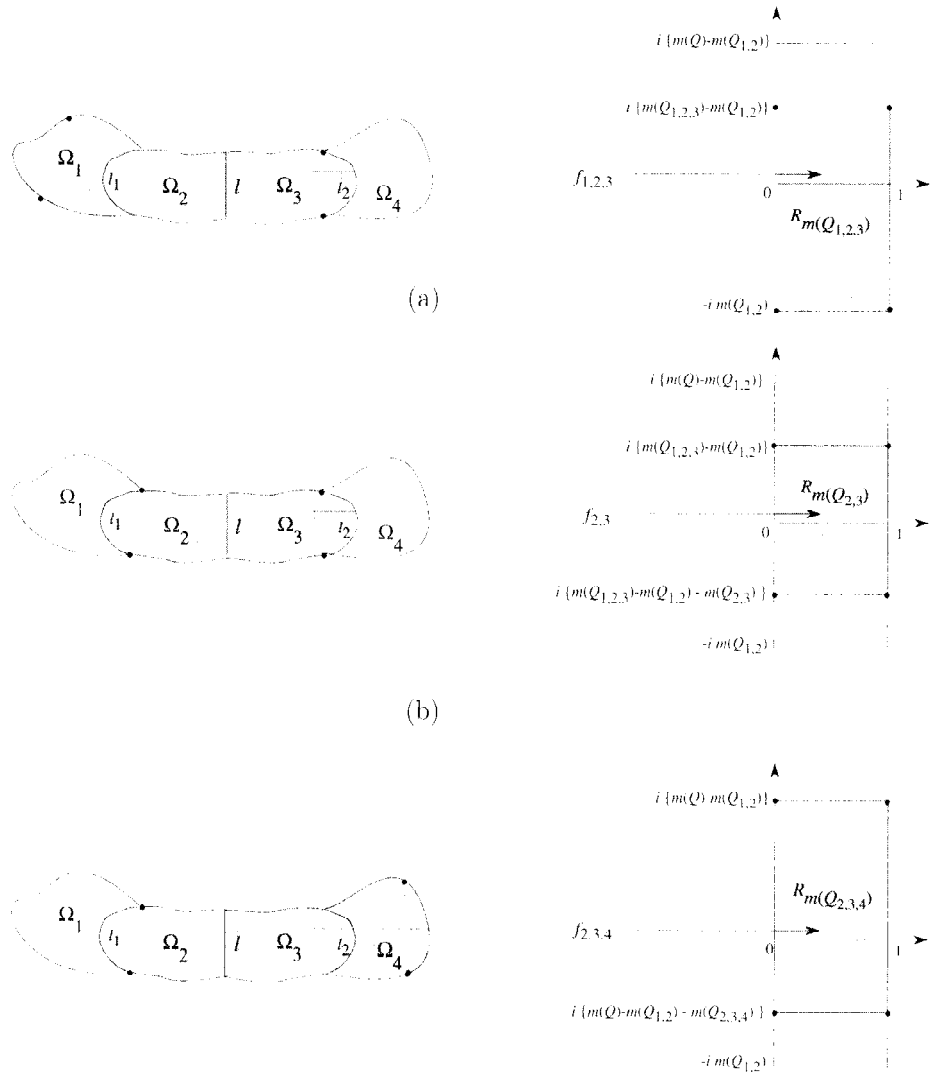 i {m(Q)-m(Q1,2)}
i {m(Q1,2,3)-m(Q1,2)}
Ω1 l1 Ω2 l Ω3 l2 Ω4
f1,2,3
0 1
Rm(Q1,2,3)
-i m(Q1,2)
(a)
i {m(Q)-m(Q1,2)}
i {m(Q1,2,3)-m(Q1,2)}
Ω1 l1 Ω2 l Ω3 l2 Ω4
f2,3
Rm(Q2,3)
0 1
i {m(Q1,2,3)-m(Q1,2) - m(Q2,3) }
-i m(Q1,2)
(b)
i {m(Q) m(Q1,2)}
Ω1 l1 Ω2 l Ω3 l2 Ω4
f2,3,4
Rm(Q2,3,4)
0 1
i {m(Q)-m(Q1,2) - m(Q2,3,4) }
-i m(Q1,2)